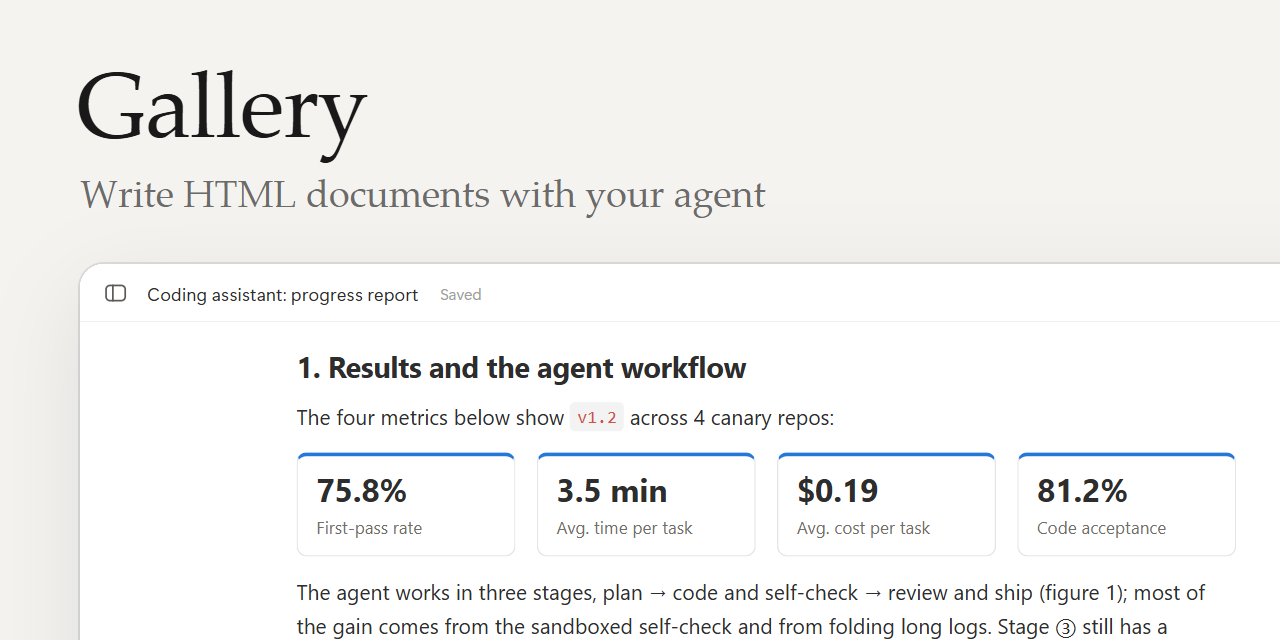 Gallery
Write HTML documents with your agent
Coding assistant: progress report Saved
1. Results and the agent workflow
The four metrics below show v1.2 across 4 canary repos:
75.8% 3.5 min $0.19 81.2%
First-pass rate Avg. time per task Avg. cost per task Code acceptance
The agent works in three stages, plan → code and self-check → review and ship (figure 1); most of
the gain comes from the sandboxed self-check and from folding long logs. Stage ③ still has a